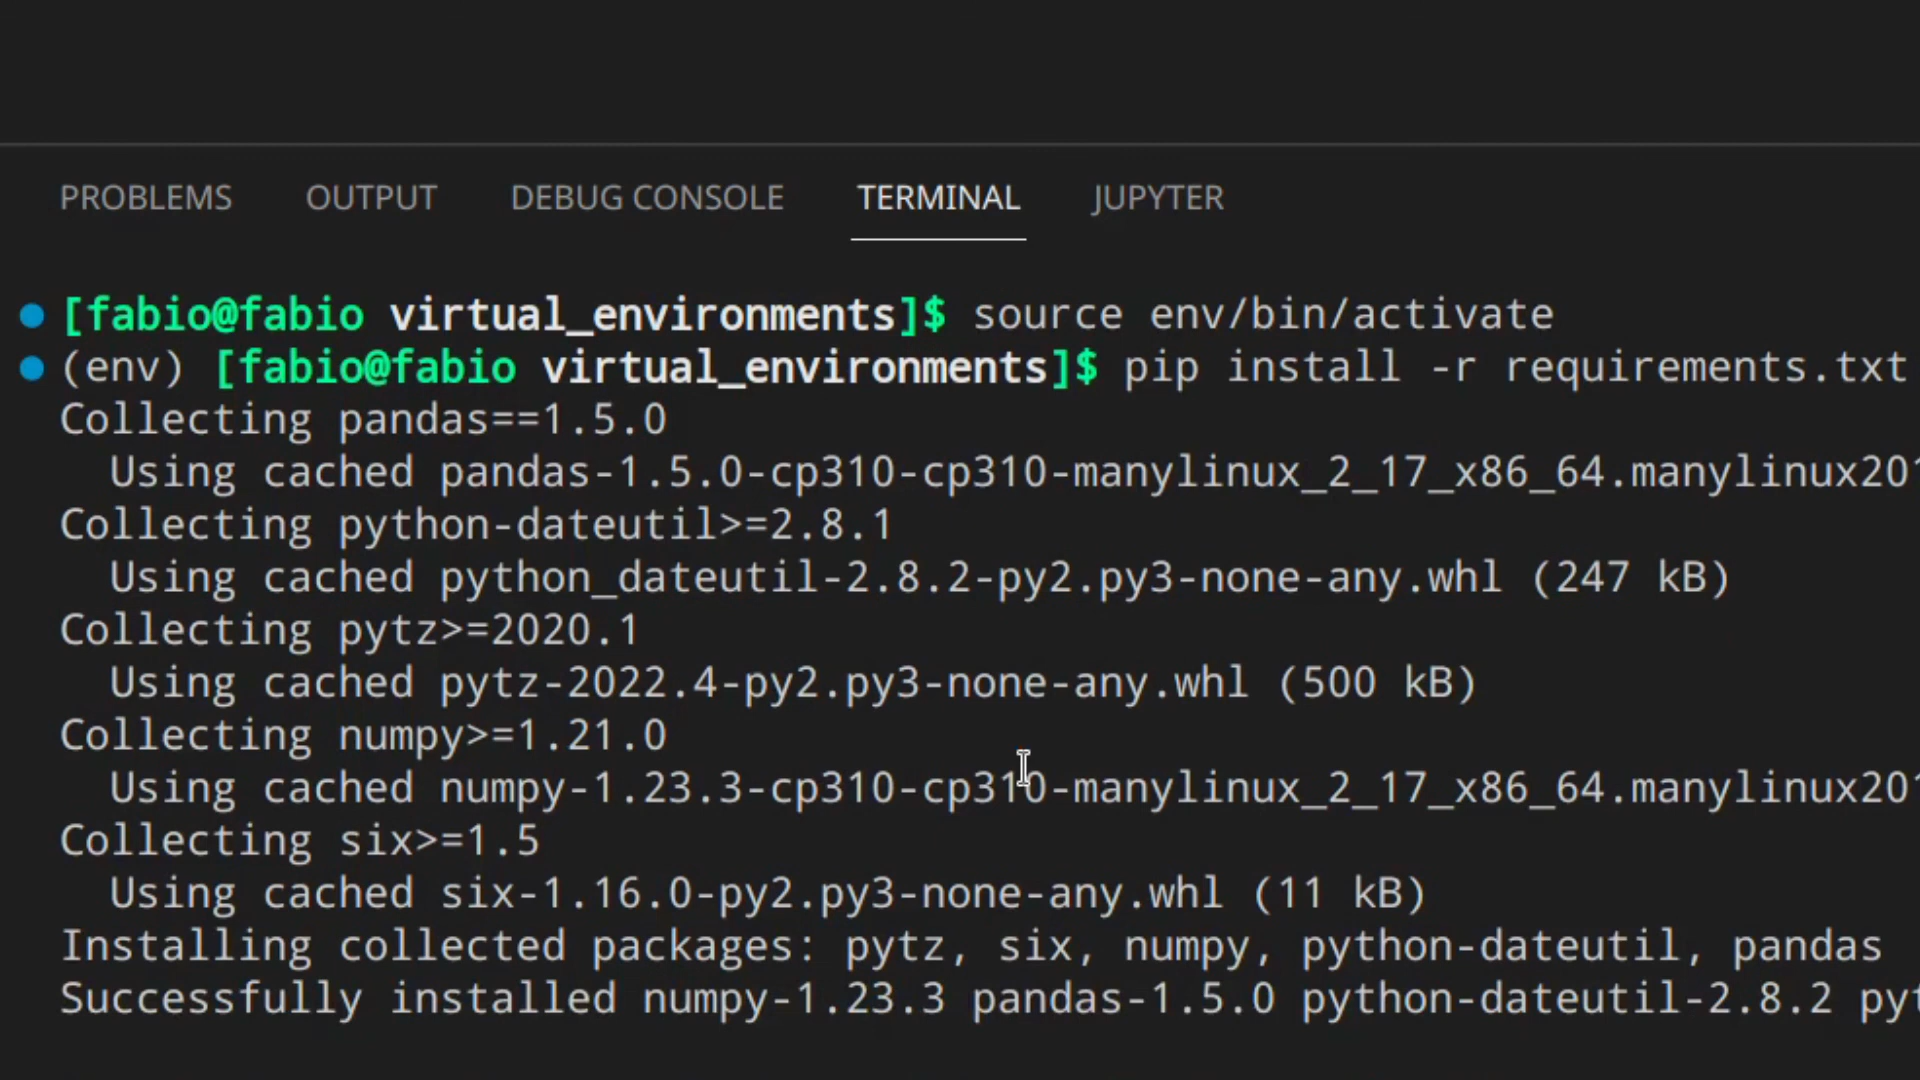 PROBLEMS OUTPUT DEBUG CONSOLE TERMINAL JUPYTER
[fabio@fabio virtual_environments]$ source env/bin/activate
(env) [fabio@fabio virtual_environments]$ pip install -r requirements.txt
Collecting pandas==1.5.0
  Using cached pandas-1.5.0-cp310-cp310-manylinux_2_17_x86_64.manylinux201
Collecting python-dateutil>=2.8.1
  Using cached python_dateutil-2.8.2-py2.py3-none-any.whl (247 kB)
Collecting pytz>=2020.1
  Using cached pytz-2022.4-py2.py3-none-any.whl (500 kB)
Collecting numpy>=1.21.0
  Using cached numpy-1.23.3-cp310-cp310-manylinux_2_17_x86_64.manylinux201
Collecting six>=1.5
  Using cached six-1.16.0-py2.py3-none-any.whl (11 kB)
Installing collected packages: pytz, six, numpy, python-dateutil, pandas
Successfully installed numpy-1.23.3 pandas-1.5.0 python-dateutil-2.8.2 pyt